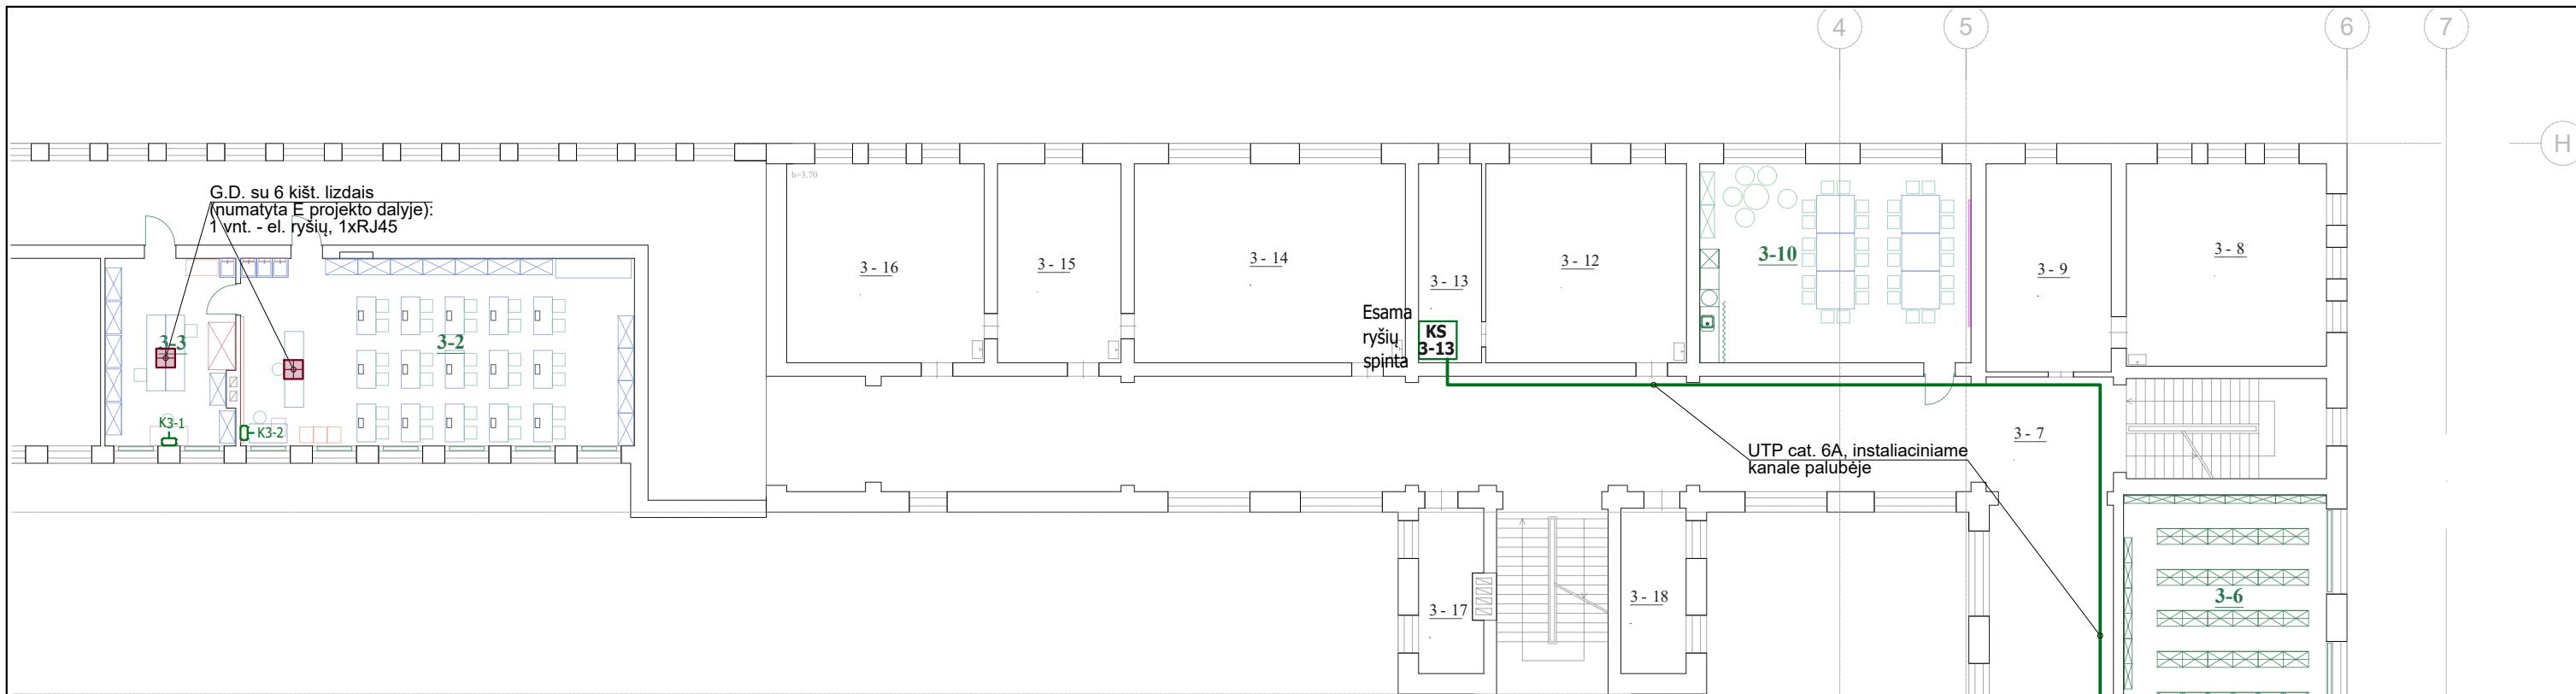 4
5
6
7
H
h=3.70
G.D. su 6 kišt. lizdais
(numatyta E projekto dalyje):
1 vnt. - el. ryšių, 1xRJ45
3 - 16
3 - 15
3 - 14
3 - 13
3 - 12
3-10
3 - 9
3 - 8
Esama
ryšių
spinta
KS
3-13
3-3
3-2
K3-1
K3-2
3 - 7
UTP cat. 6A, instaliaciniame
kanale palubėje
3 - 17
3 - 18
3-6